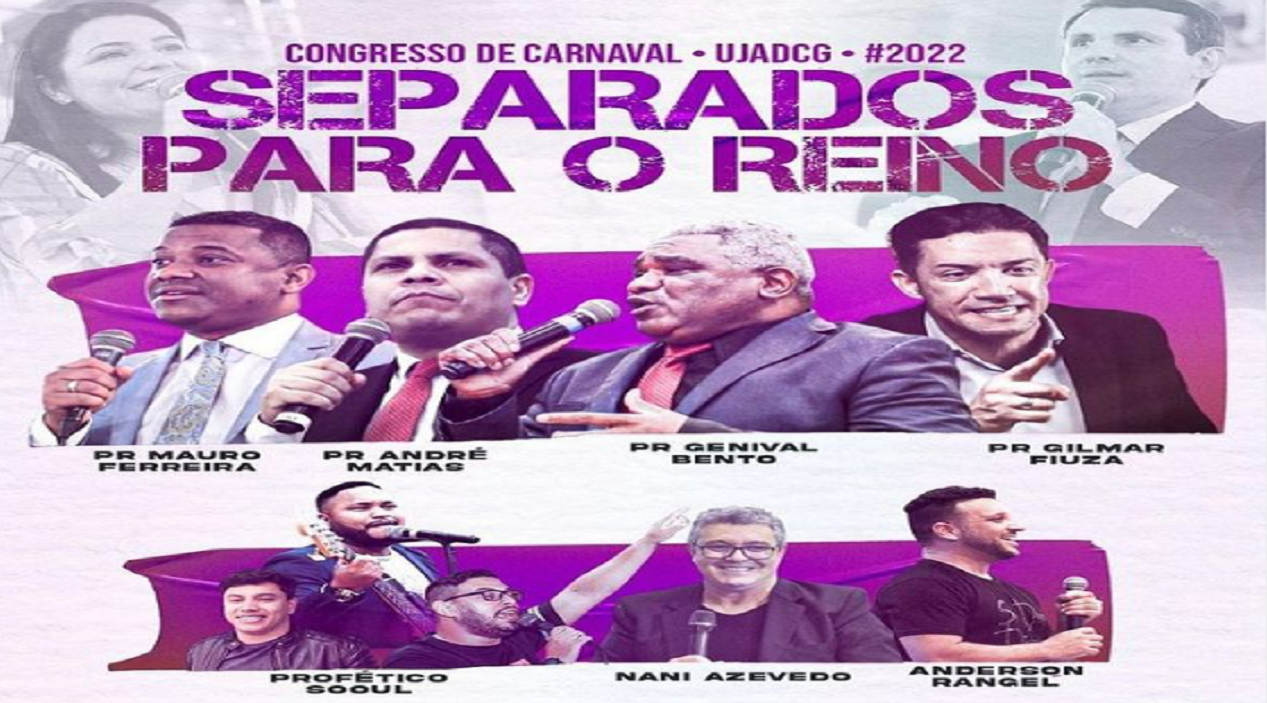 CONGRESSO DE CARNAVAL • UJADCG • #2022
SEPARADOS
PARA O REINO
PR MAURO
FERREIRA
PR ANDRÉ
MATIAS
PR GENIVAL
BENTO
PR GILMAR
FIUZA
PROFÉTICO
SOOUL
NANI AZEVEDO
ANDERSON
RANGEL